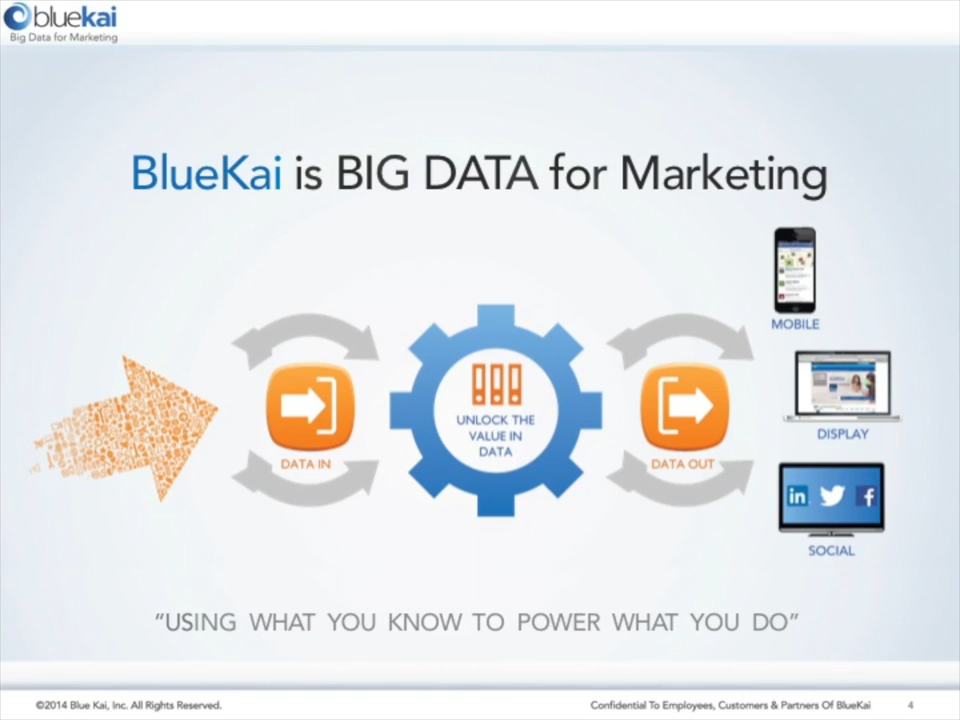 bluekai
Big Data for Marketing
BlueKai is BIG DATA for Marketing
MOBILE
UNLOCK THE
VALUE IN
DATA
DATA IN
DATA OUT
DISPLAY
in
f
SOCIAL
“USING WHAT YOU KNOW TO POWER WHAT YOU DO”
©2014 Blue Kai, Inc. All Rights Reserved.
Confidential To Employees, Customers & Partners Of BlueKai
4